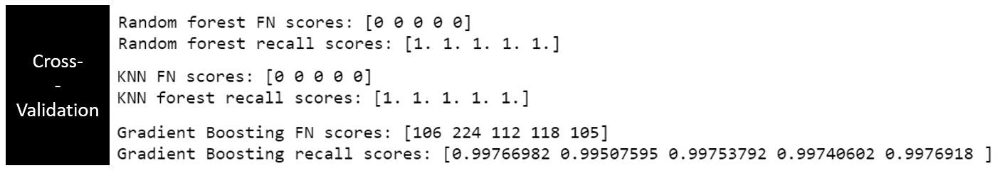 Cross-
-
Validation
Random forest FN scores: [0 0 0 0 0]
Random forest recall scores: [1. 1. 1. 1. 1.]
KNN FN scores: [0 0 0 0 0]
KNN forest recall scores: [1. 1. 1. 1. 1.]
Gradient Boosting FN scores: [106 224 112 118 105]
Gradient Boosting recall scores: [0.99766982 0.99507595 0.99753792 0.99740602 0.9976918 ]